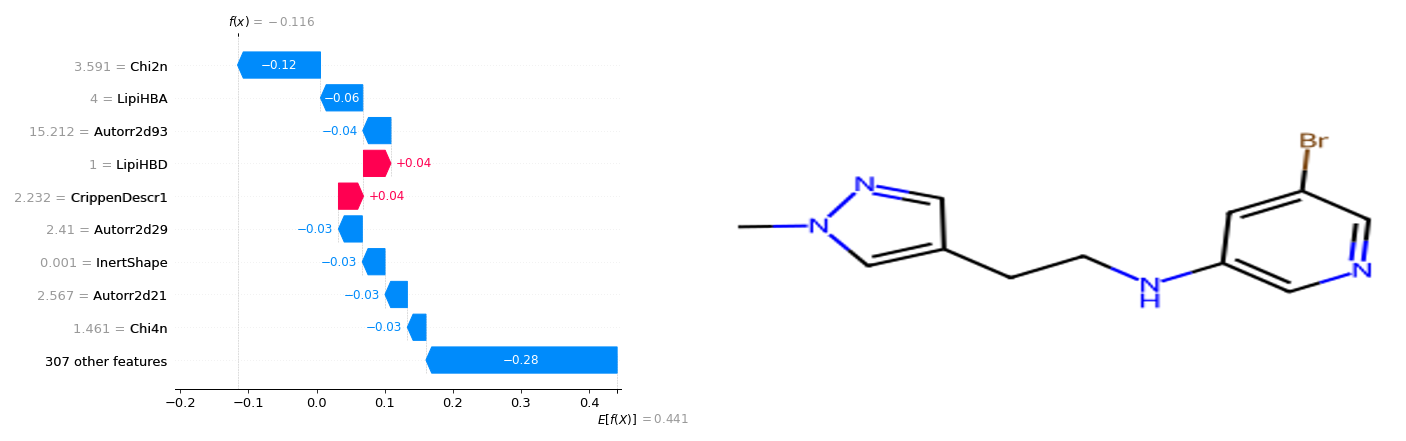 f(x) = −0.116
3.591 = Chi2n
−0.12
4 = LipiHBA
−0.06
15.212 = Autorr2d93
−0.04
1 = LipiHBD
+0.04
2.232 = CrippenDescr1
+0.04
2.41 = Autorr2d29
−0.03
0.001 = InertShape
−0.03
2.567 = Autorr2d21
−0.03
1.461 = Chi4n
−0.03
307 other features
−0.28
−0.2 −0.1 0.0 0.1 0.2 0.3 0.4
E[f(X)] = 0.441
Br
N
N
N
H
N